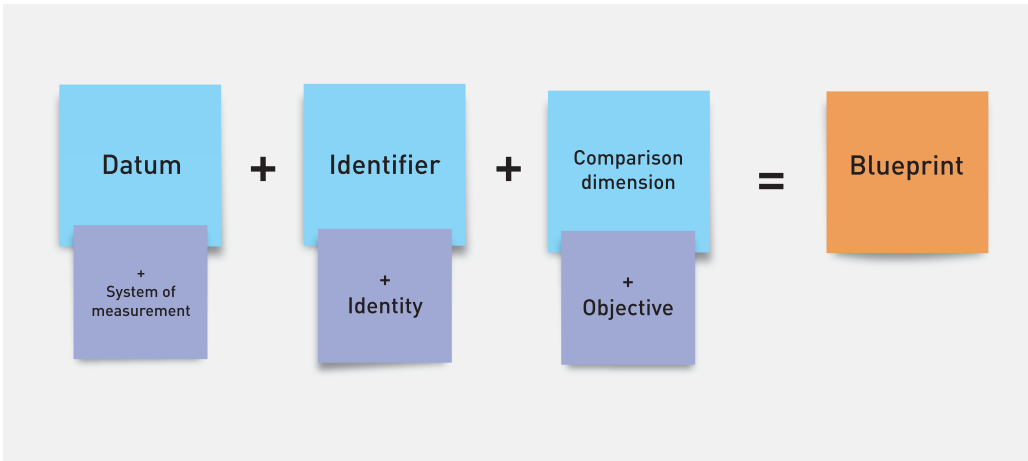 Datum
+
System of
measurement
+
Identifier
+
Identity
+
Comparison
dimension
+
Objective
=
Blueprint